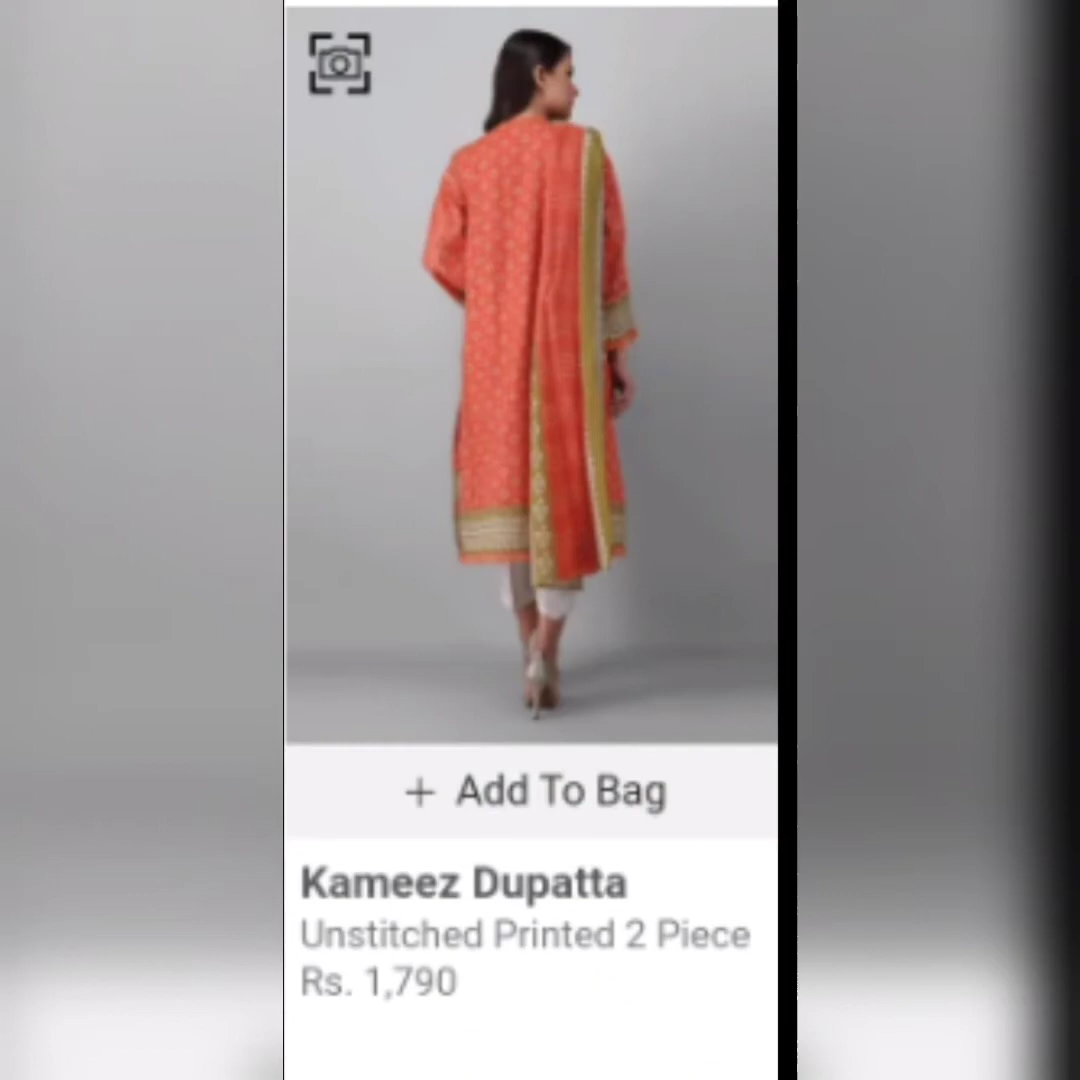 + Add To Bag
Kameez Dupatta
Unstitched Printed 2 Piece
Rs. 1,790